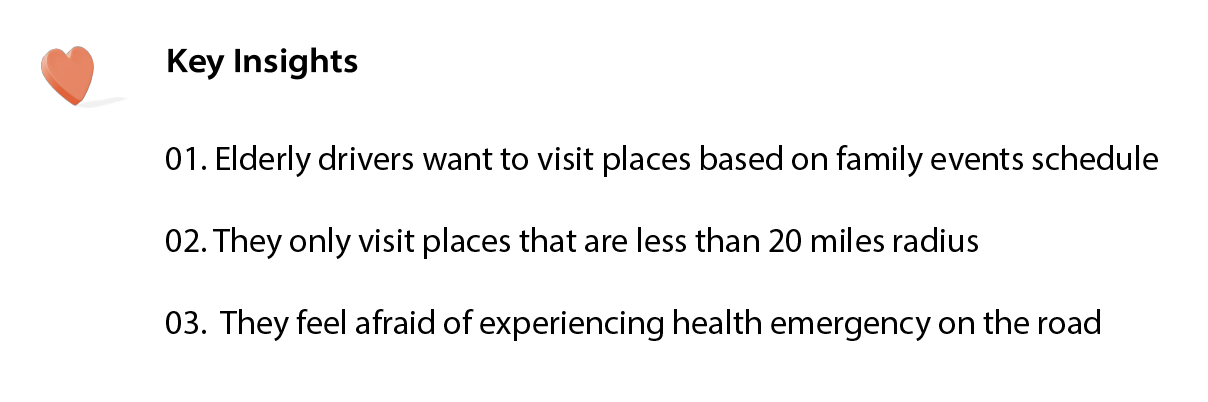 Key Insights
01. Elderly drivers want to visit places based on family events schedule
02. They only visit places that are less than 20 miles radius
03. They feel afraid of experiencing health emergency on the road